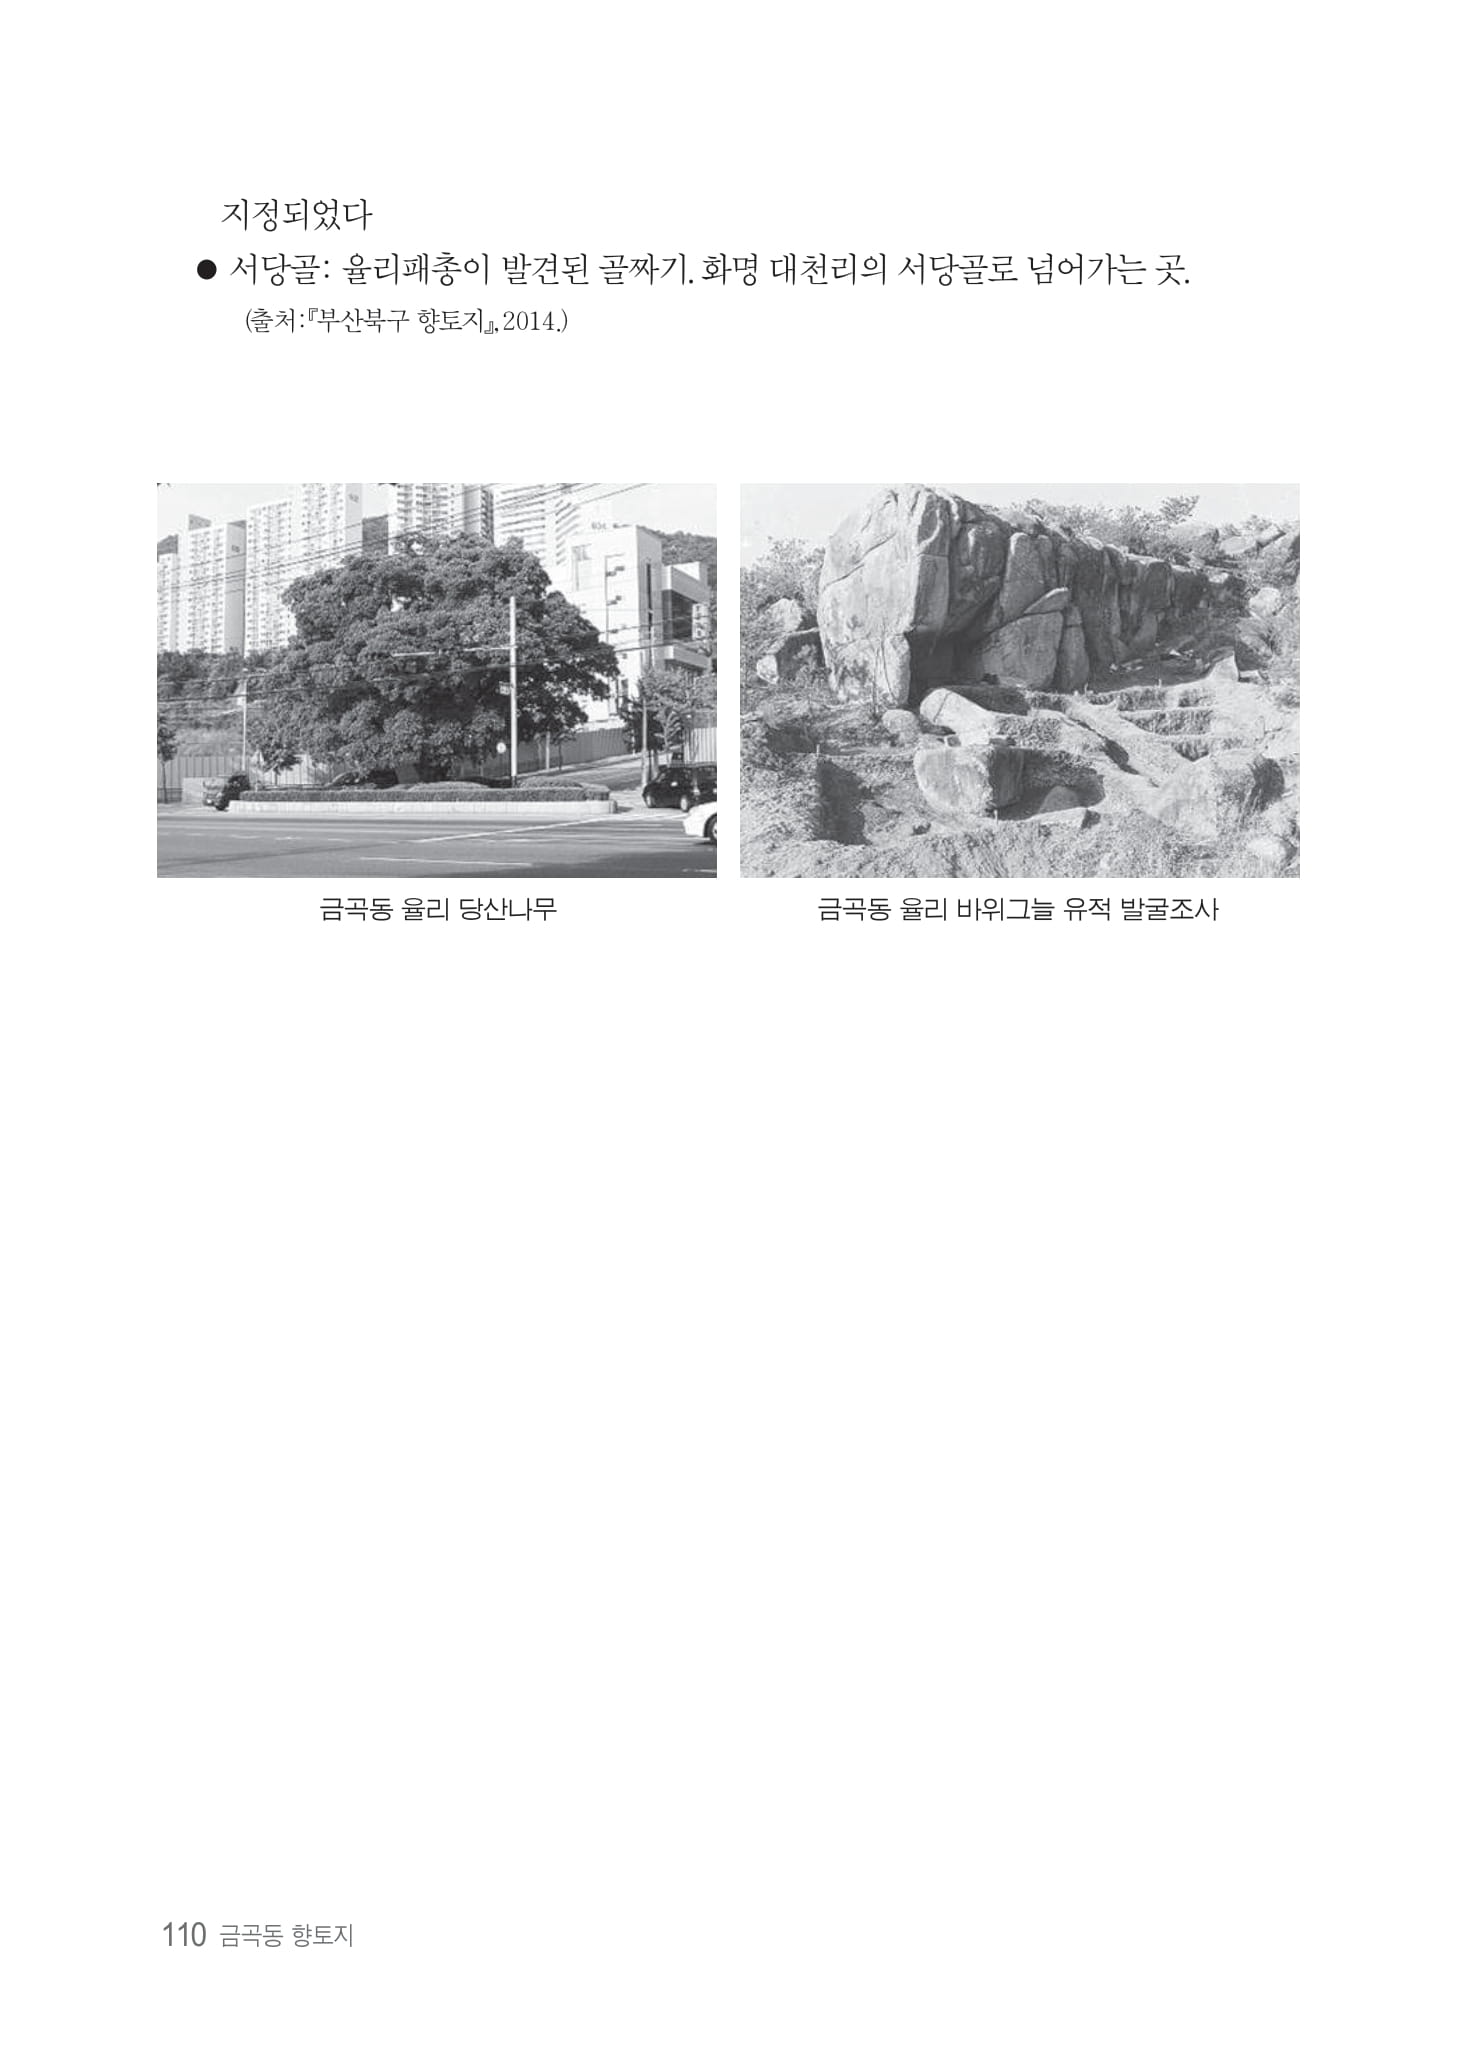 지정되었다
● 서당골: 율리패총이 발견된 골짜기. 화명 대천리의 서당골로 넘어가는 곳.
(출처:『부산북구 향토지』, 2014.)
금곡동 율리 당산나무
금곡동 율리 바위그늘 유적 발굴조사
110 금곡동 향토지